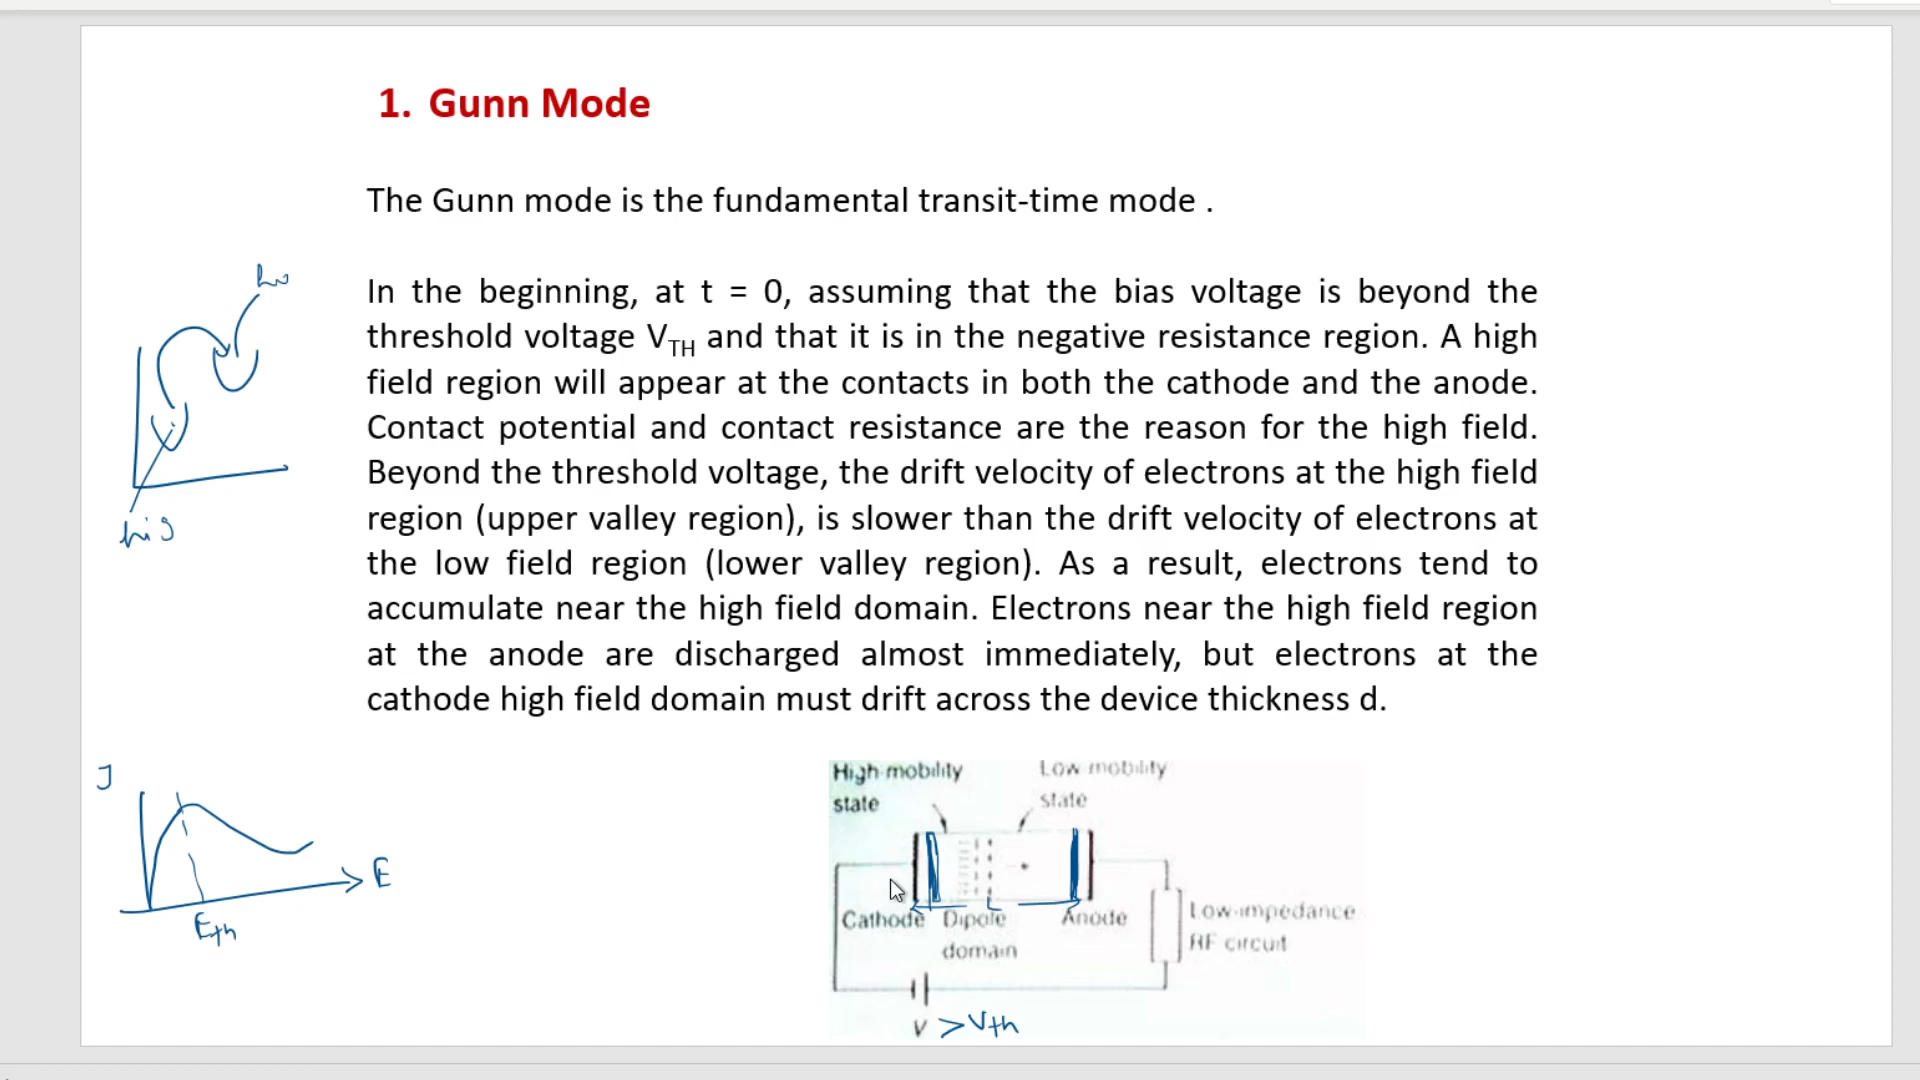 1. Gunn Mode
The Gunn mode is the fundamental transit-time mode .
In the beginning, at t = 0, assuming that the bias voltage is beyond the
threshold voltage VTH and that it is in the negative resistance region. A high
field region will appear at the contacts in both the cathode and the anode.
Contact potential and contact resistance are the reason for the high field.
Beyond the threshold voltage, the drift velocity of electrons at the high field
region (upper valley region), is slower than the drift velocity of electrons at
the low field region (lower valley region). As a result, electrons tend to
accumulate near the high field domain. Electrons near the high field region
at the anode are discharged almost immediately, but electrons at the
cathode high field domain must drift across the device thickness d.
J
E
Eth
High-mobility
state
Low mobility
state
Cathode
Dipole
domain
Anode
Low-impedance
RF circuit
V > Vth